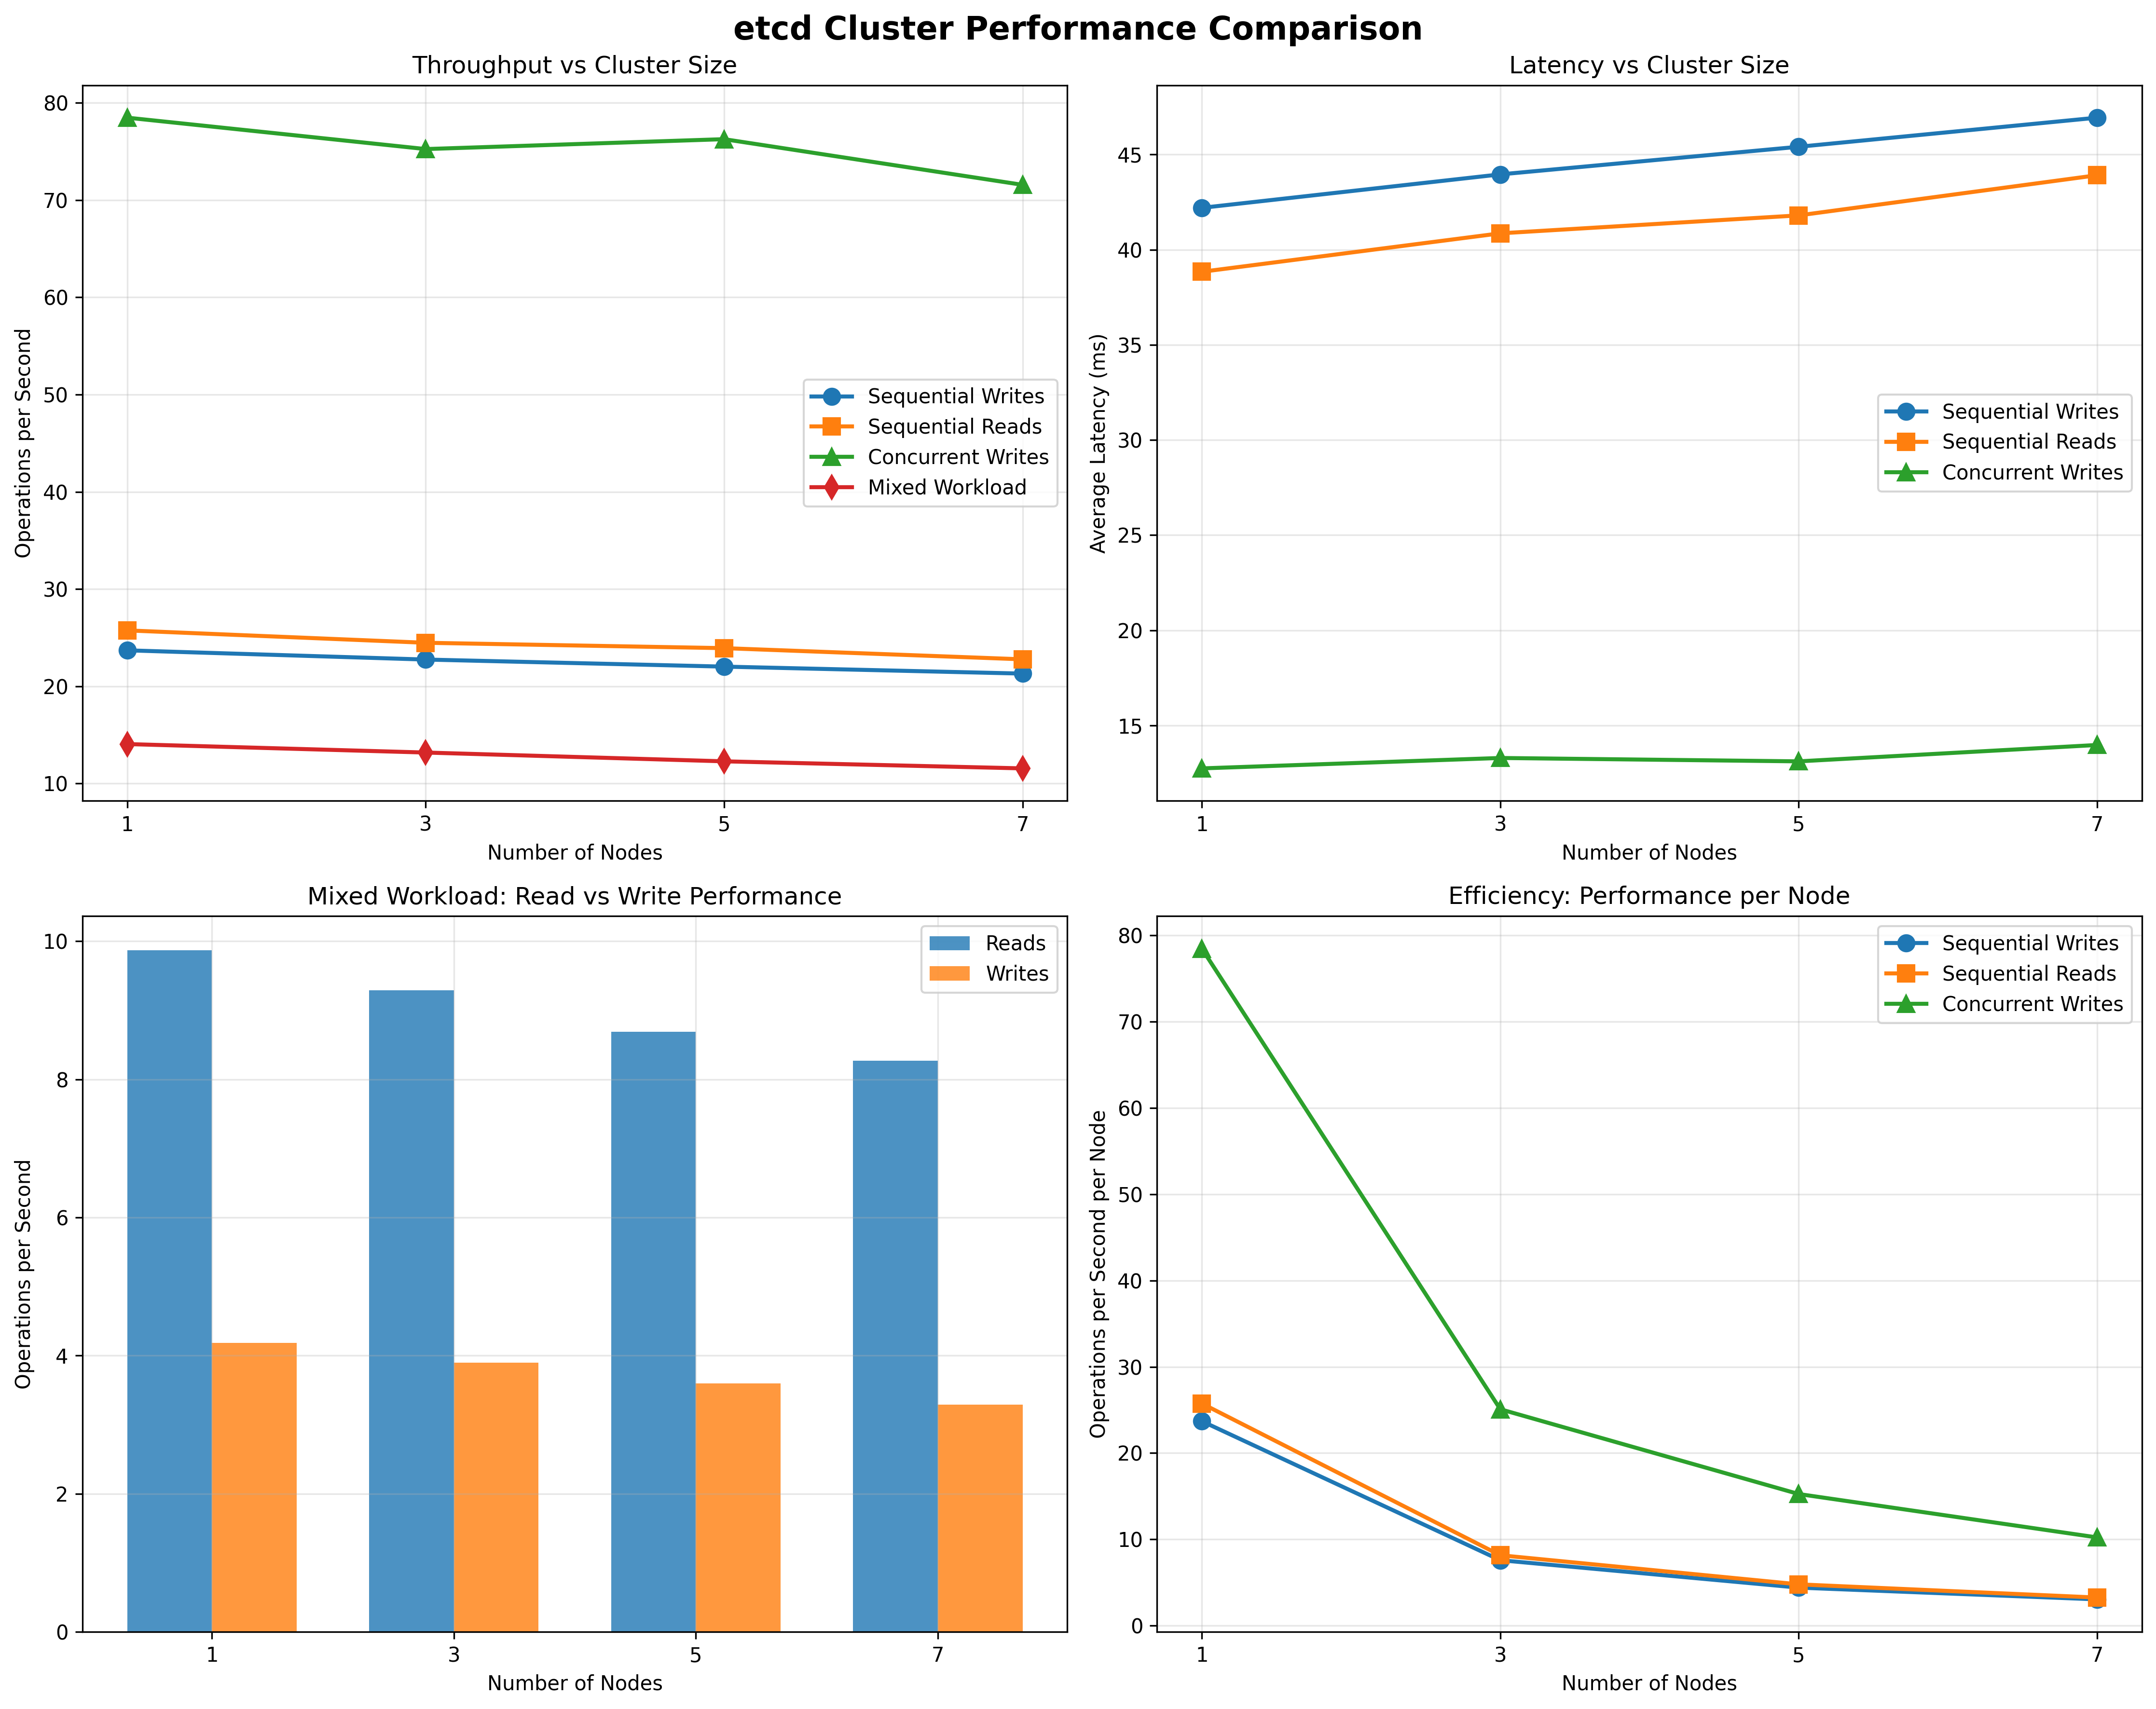 etcd Cluster Performance Comparison
Throughput vs Cluster Size
80
70
60
50
40
30
20
10
Operations per Second
Sequential Writes
Sequential Reads
Concurrent Writes
Mixed Workload
1 3 5 7
Number of Nodes
Latency vs Cluster Size
45
40
35
30
25
20
15
Average Latency (ms)
Sequential Writes
Sequential Reads
Concurrent Writes
1 3 5 7
Number of Nodes
Mixed Workload: Read vs Write Performance
10
8
6
4
2
0
Operations per Second
Reads
Writes
1 3 5 7
Number of Nodes
Efficiency: Performance per Node
80
70
60
50
40
30
20
10
0
Operations per Second per Node
Sequential Writes
Sequential Reads
Concurrent Writes
1 3 5 7
Number of Nodes